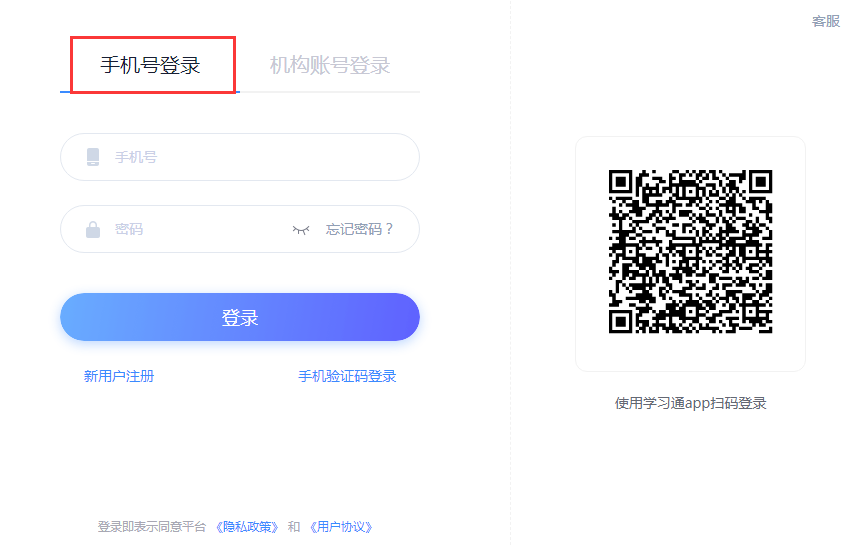 客服
手机号登录 机构账号登录
手机号
密码 忘记密码？
登录
新用户注册 手机验证码登录
使用学习通app扫码登录
登录即表示同意平台 《隐私政策》 和 《用户协议》